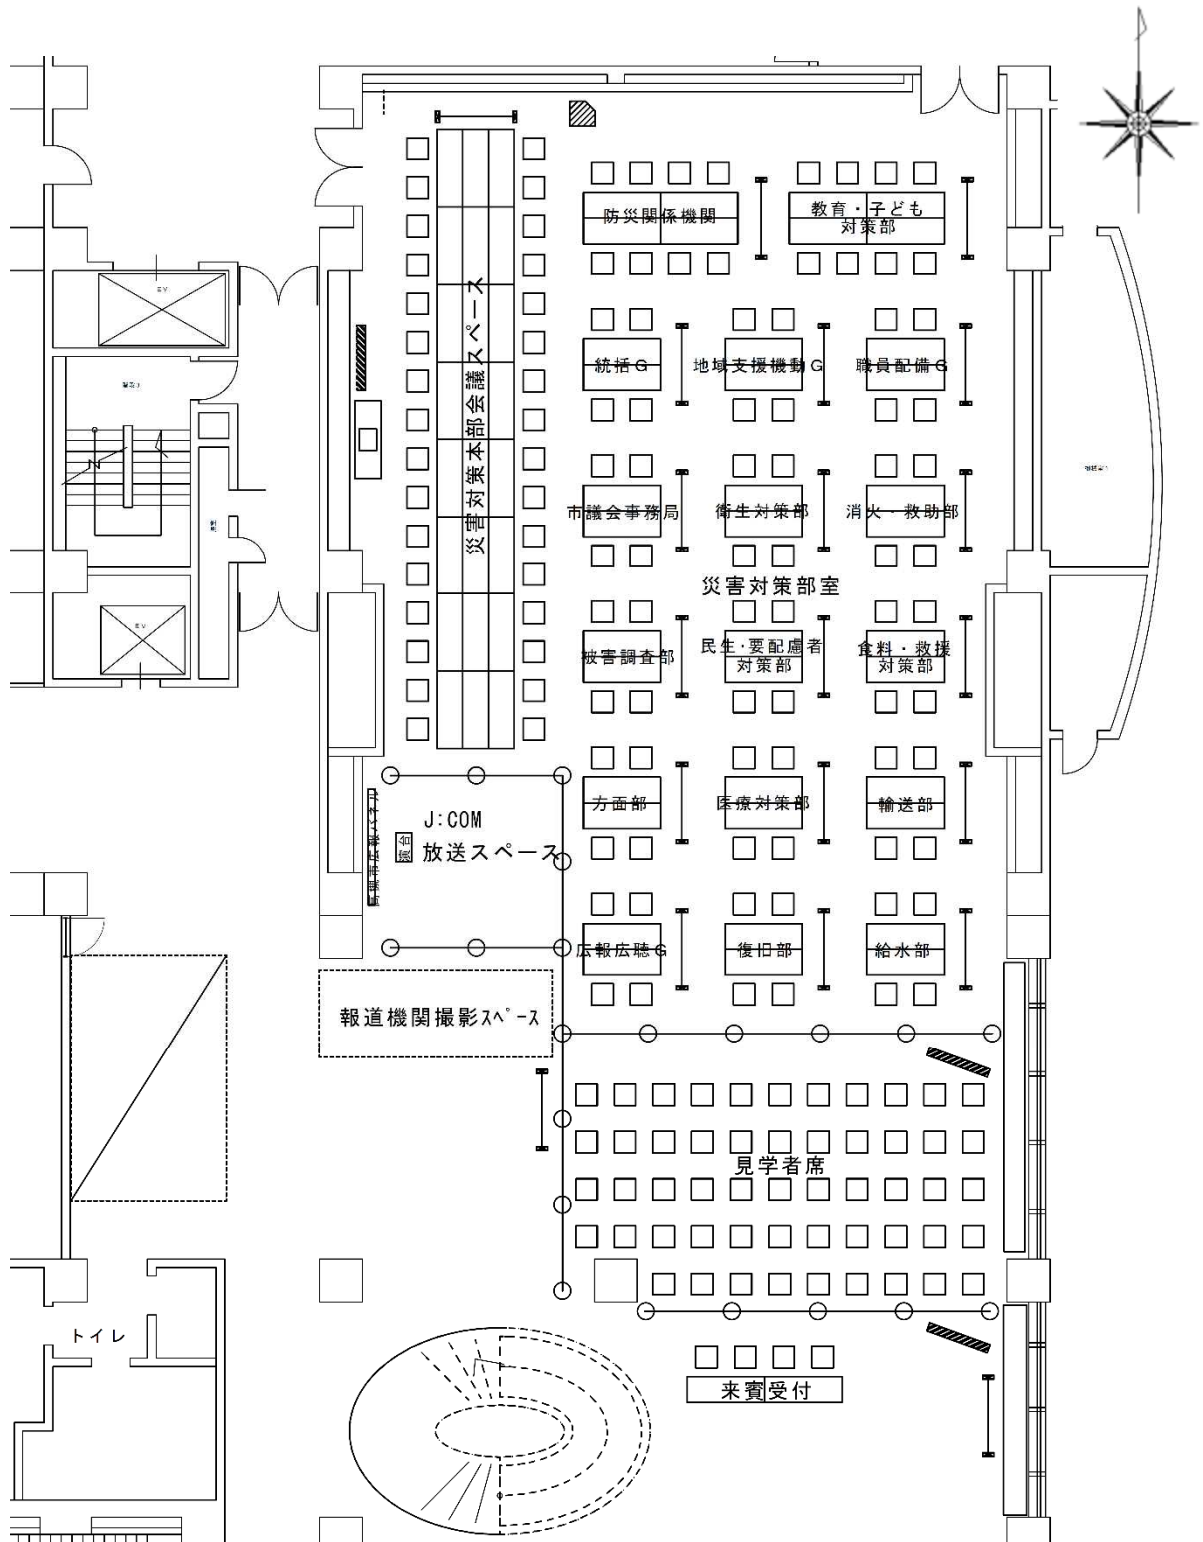 防災関係機関
教育・子ども
対策部
EV
災害対策本部会議スペース
統括G
地域支援機動G
職員配備G
市議会事務局
衛生対策部
消火・救助部
災害対策部室
EV
被害調査部
民生・要配慮者
対策部
食料・救援
対策部
方面部
医療対策部
輸送部
J:COM
放送スペース
演台
広報広聴G
復旧部
給水部
報道機関撮影スペース
見学者席
トイレ
来賓受付